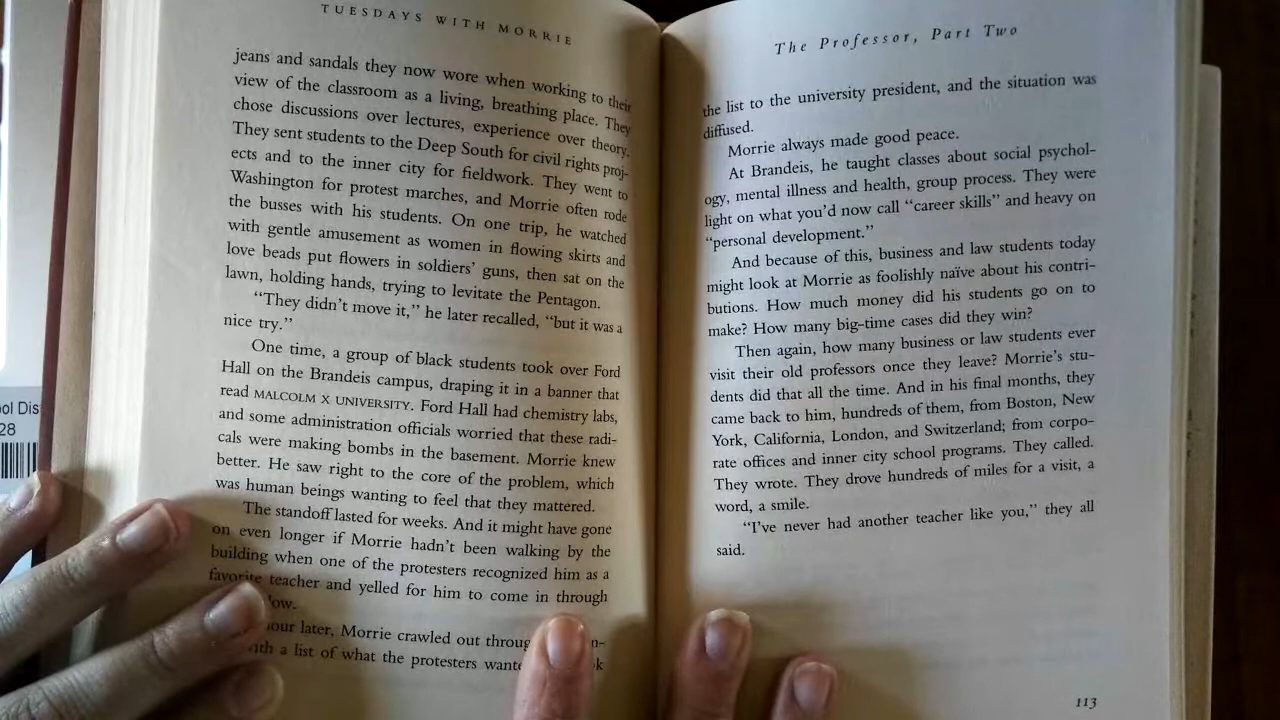 TUESDAYS WITH MORRIE
jeans and sandals they now wore when working to their
view of the classroom as a living, breathing place. They
chose discussions over lectures, experience over theory.
They sent students to the Deep South for civil rights proj-
ects and to the inner city for fieldwork. They went to
Washington for protest marches, and Morrie often rode
the busses with his students. On one trip, he watched
with gentle amusement as women in flowing skirts and
love beads put flowers in soldiers' guns, then sat on the
lawn, holding hands, trying to levitate the Pentagon.
“They didn't move it,” he later recalled, “but it was a
nice try.”
One time, a group of black students took over Ford
Hall on the Brandeis campus, draping it in a banner that
read MALCOLM X UNIVERSITY. Ford Hall had chemistry labs,
and some administration officials worried that these radi-
cals were making bombs in the basement. Morrie knew
better. He saw right to the core of the problem, which
was human beings wanting to feel that they mattered.
The standoff lasted for weeks. And it might have gone
on even longer if Morrie hadn't been walking by the
building when one of the protesters recognized him as a
favorite teacher and yelled for him to come in through
hour later, Morrie crawled out
with a list of what the protesters
The Professor, Part Two
the list to the university president, and the situation was
diffused.
Morrie always made good peace.
At Brandeis, he taught classes about social psychol-
ogy, mental illness and health, group process. They were
light on what you'd now call “career skills” and heavy on
“personal development.”
And because of this, business and law students today
might look at Morrie as foolishly naïve about his contri-
butions. How much money did his students go on to
make? How many big-time cases did they win?
Then again, how many business or law students ever
visit their old professors once they leave? Morrie's stu-
dents did that all the time. And in his final months, they
came back to him, hundreds of them, from Boston, New
York, California, London, and Switzerland; from corpo-
rate offices and inner city school programs. They called.
They wrote. They drove hundreds of miles for a visit, a
word, a smile.
“I've never had another teacher like you,” they all
said.
113
ool Dis
28